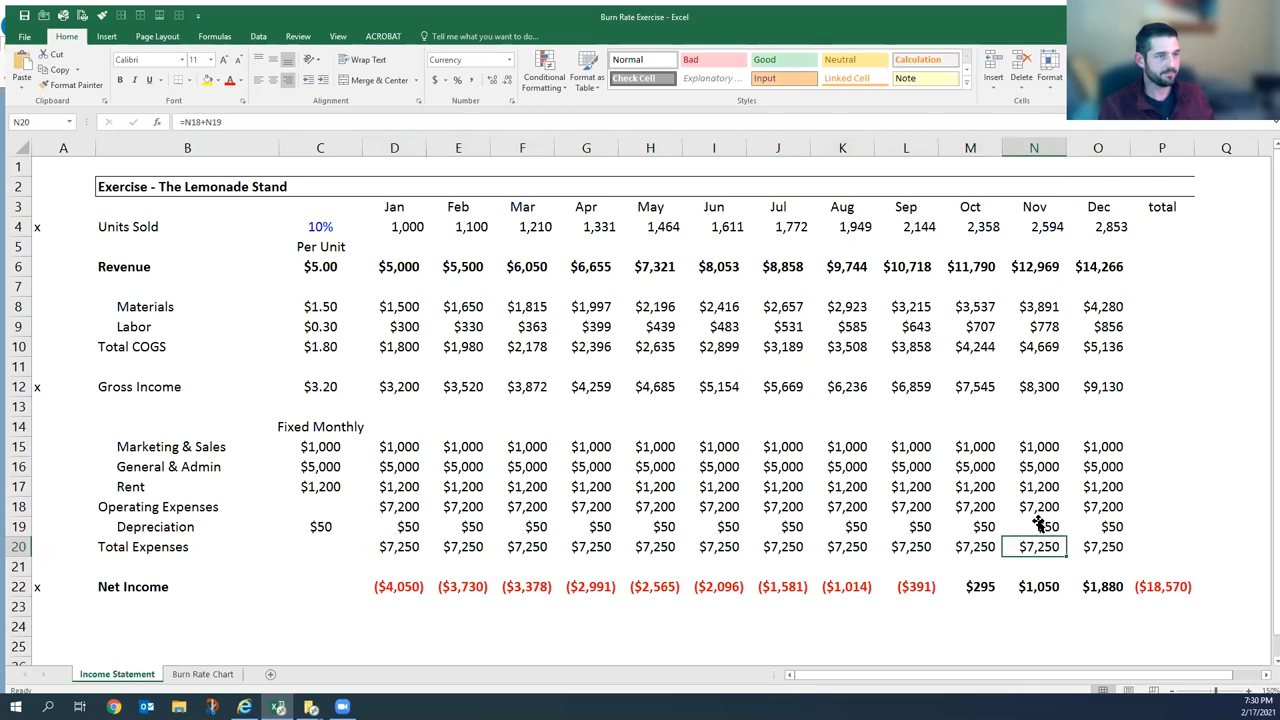 Burn Rate Exercise - Excel
File Home Insert Page Layout Formulas Data Review View ACROBAT Tell me what you want to do...
Paste
Cut
Copy
Format Painter
Calibri 11
B I U
Wrap Text
Merge & Center
Currency
$ % ,
Conditional Formatting
Format as Table
Normal Bad Good Neutral Calculation
Check Cell Explanatory ... Input Linked Cell Note
Insert Delete Format
Clipboard Font Alignment Number Styles Cells
N20 fx =N18+N19
A B C D E F G H I J K L M N O P Q
1
2 Exercise - The Lemonade Stand
3 Jan Feb Mar Apr May Jun Jul Aug Sep Oct Nov Dec total
4 x Units Sold 10% 1,000 1,100 1,210 1,331 1,464 1,611 1,772 1,949 2,144 2,358 2,594 2,853
5 Per Unit
6 Revenue $5.00 $5,000 $5,500 $6,050 $6,655 $7,321 $8,053 $8,858 $9,744 $10,718 $11,790 $12,969 $14,266
7
8 Materials $1.50 $1,500 $1,650 $1,815 $1,997 $2,196 $2,416 $2,657 $2,923 $3,215 $3,537 $3,891 $4,280
9 Labor $0.30 $300 $330 $363 $399 $439 $483 $531 $585 $643 $707 $778 $856
10 Total COGS $1.80 $1,800 $1,980 $2,178 $2,396 $2,635 $2,899 $3,189 $3,508 $3,858 $4,244 $4,669 $5,136
11
12 x Gross Income $3.20 $3,200 $3,520 $3,872 $4,259 $4,685 $5,154 $5,669 $6,236 $6,859 $7,545 $8,300 $9,130
13
14 Fixed Monthly
15 Marketing & Sales $1,000 $1,000 $1,000 $1,000 $1,000 $1,000 $1,000 $1,000 $1,000 $1,000 $1,000 $1,000 $1,000
16 General & Admin $5,000 $5,000 $5,000 $5,000 $5,000 $5,000 $5,000 $5,000 $5,000 $5,000 $5,000 $5,000 $5,000
17 Rent $1,200 $1,200 $1,200 $1,200 $1,200 $1,200 $1,200 $1,200 $1,200 $1,200 $1,200 $1,200 $1,200
18 Operating Expenses $7,200 $7,200 $7,200 $7,200 $7,200 $7,200 $7,200 $7,200 $7,200 $7,200 $7,200 $7,200
19 Depreciation $50 $50 $50 $50 $50 $50 $50 $50 $50 $50 $50 $50 $50
20 Total Expenses $7,250 $7,250 $7,250 $7,250 $7,250 $7,250 $7,250 $7,250 $7,250 $7,250 $7,250 $7,250
21
22 x Net Income ($4,050) ($3,730) ($3,378) ($2,991) ($2,565) ($2,096) ($1,581) ($1,014) ($391) $295 $1,050 $1,880 ($18,570)
23
24
25
Income Statement Burn Rate Chart
Ready 150%
7:30 PM
2/17/2021